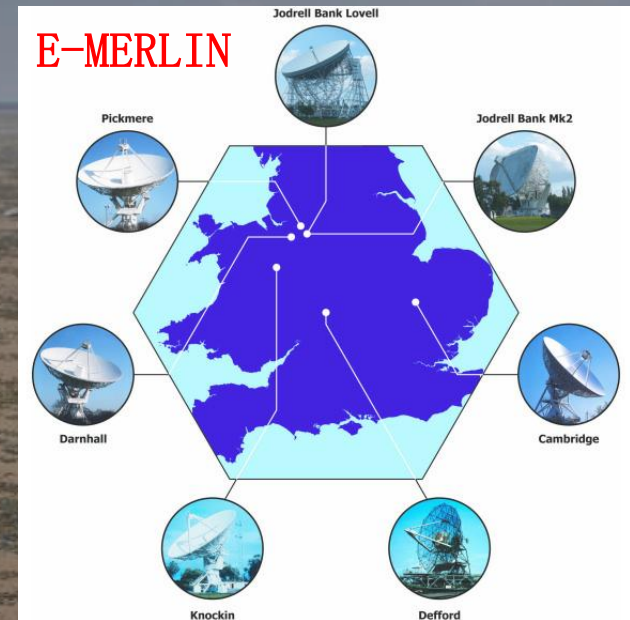 Jodrell Bank Lovell
E-MERLIN
Pickmere
Jodrell Bank Mk2
Darnhall
Cambridge
Knockin
Defford